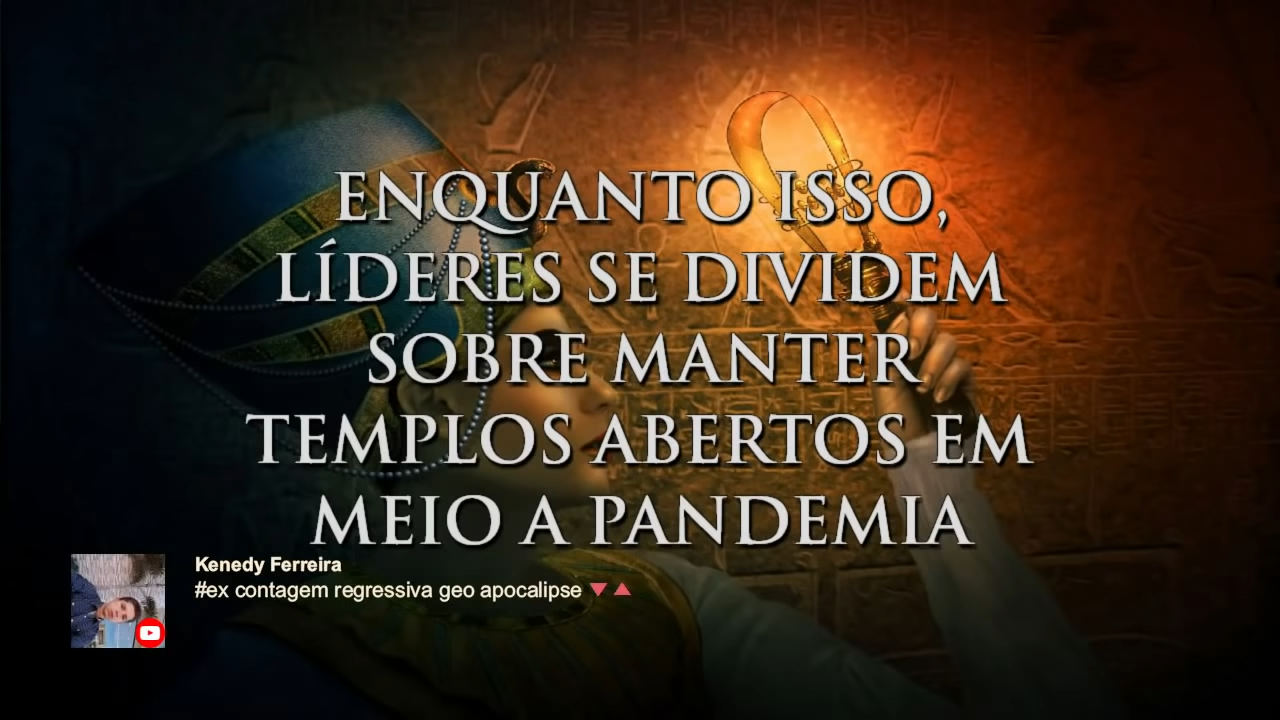 ENQUANTO ISSO,
LÍDERES SE DIVIDEM
SOBRE MANTER
TEMPLOS ABERTOS EM
MEIO A PANDEMIA
Kenedy Ferreira
#ex contagem regressiva geo apocalipse